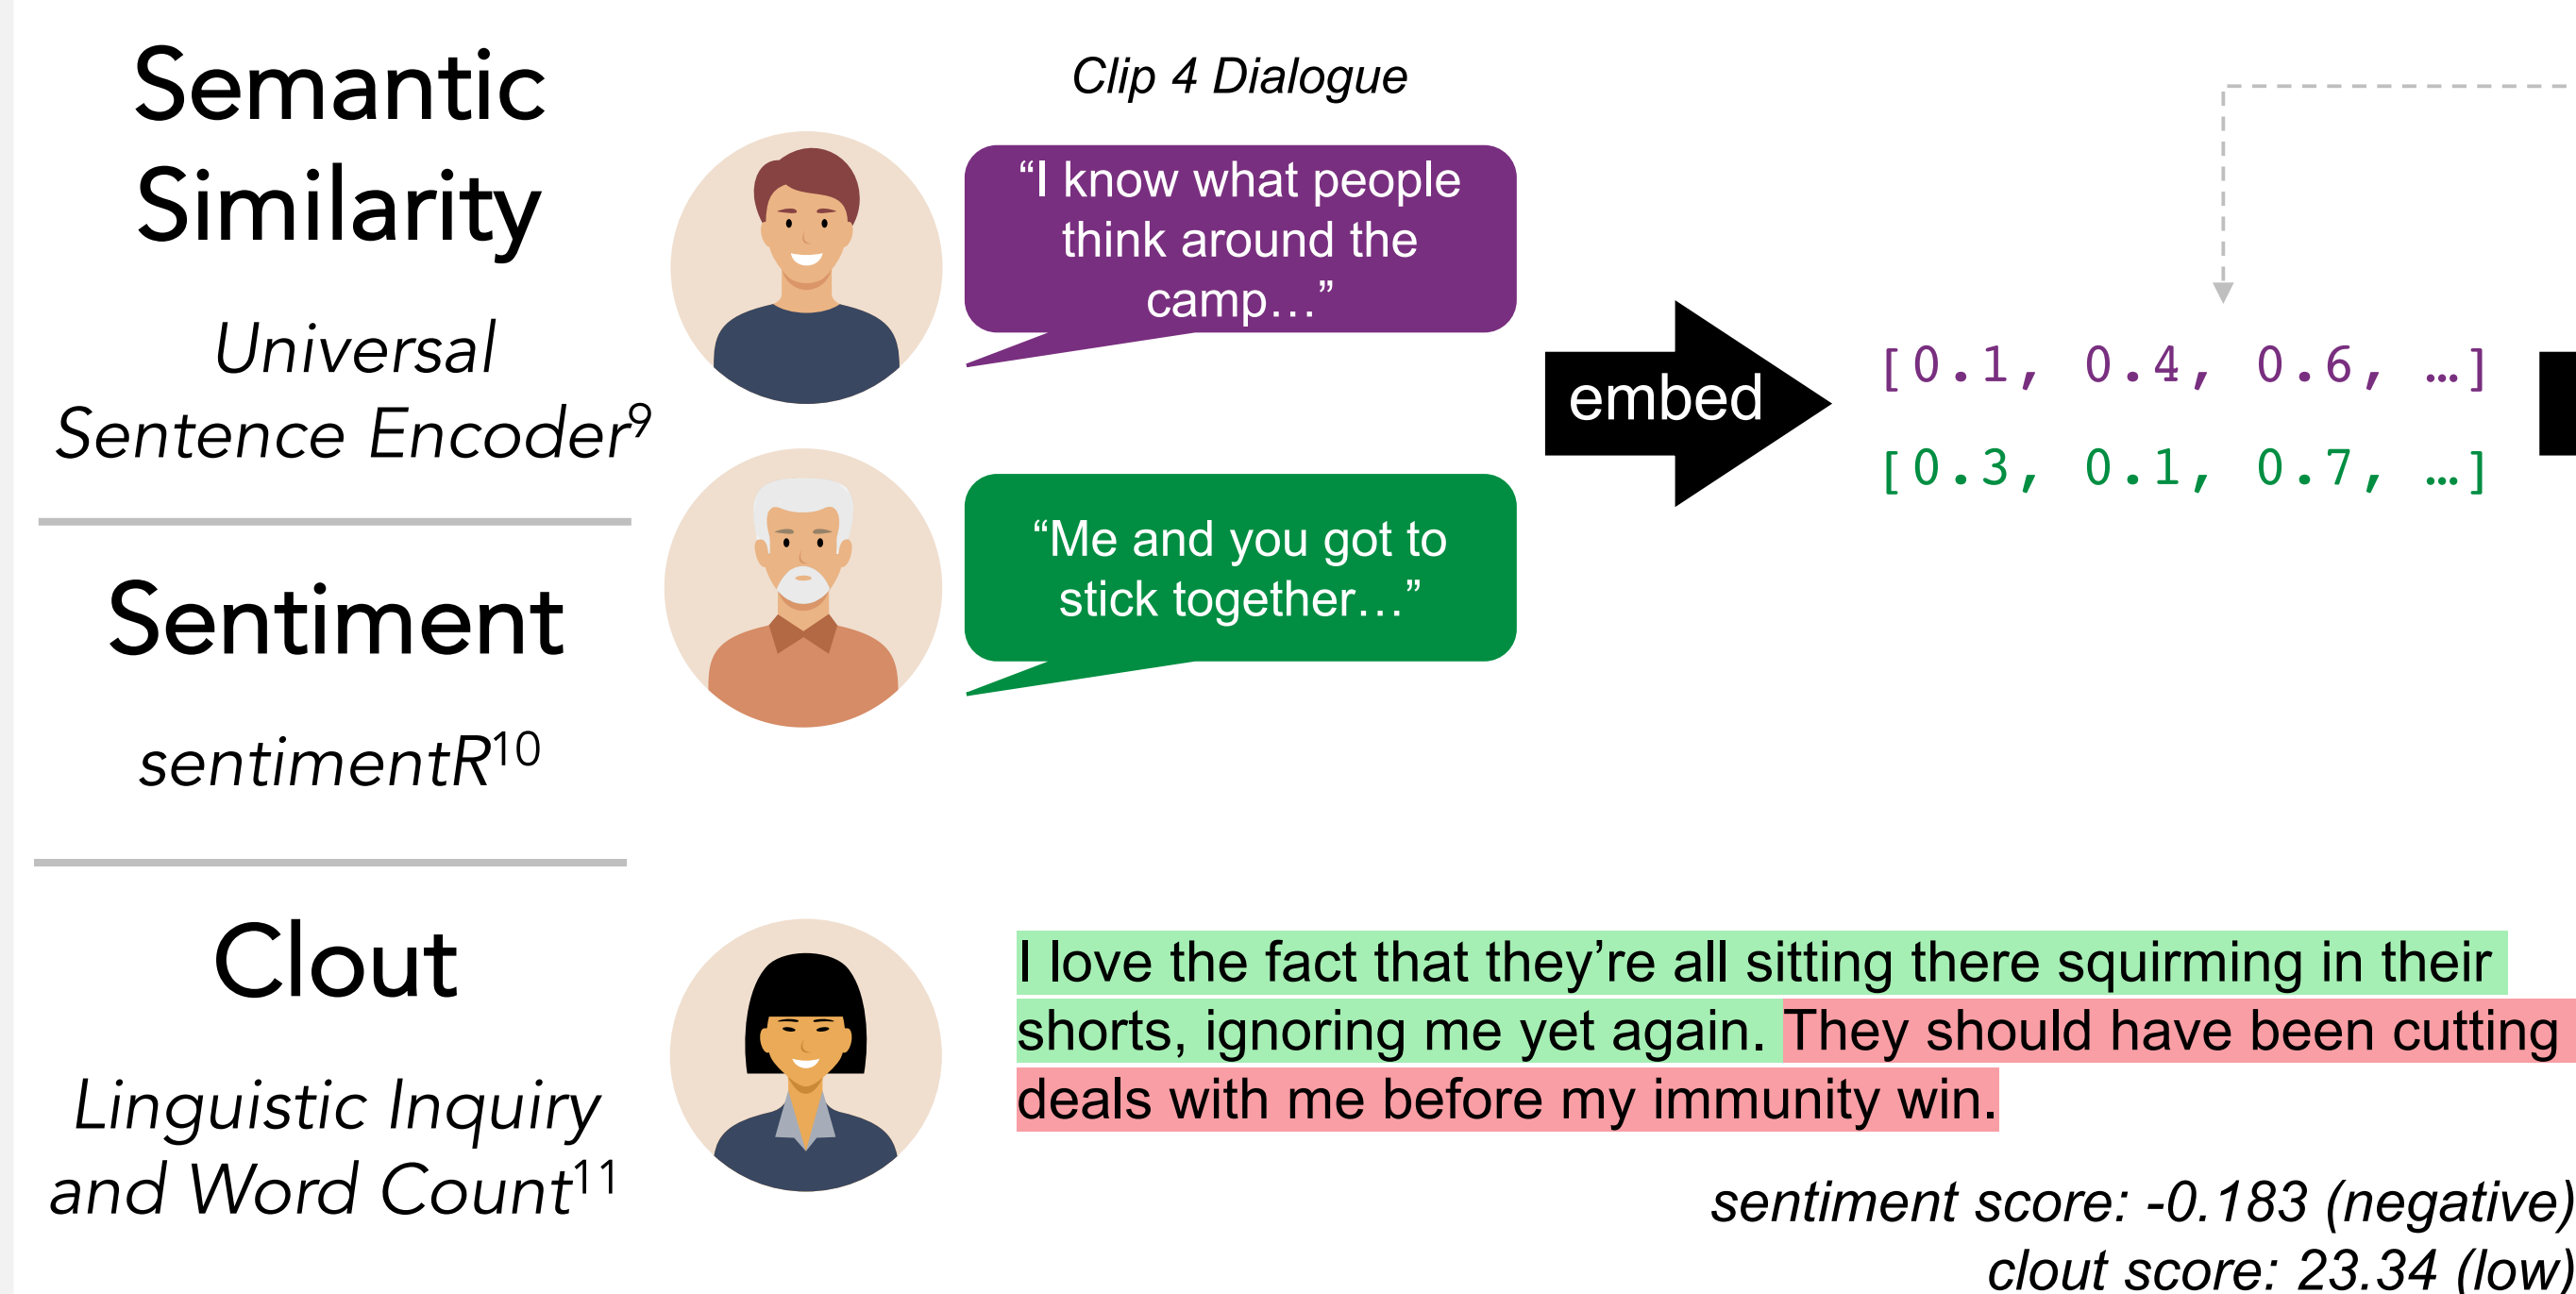 Semantic
Similarity
Universal
Sentence Encoder⁹
Sentiment
sentimentR¹⁰
Clout
Linguistic Inquiry
and Word Count¹¹
Clip 4 Dialogue
“I know what people
think around the
camp…”
“Me and you got to
stick together…”
embed
[0.1, 0.4, 0.6, …]
[0.3, 0.1, 0.7, …]
I love the fact that they’re all sitting there squirming in their
shorts, ignoring me yet again. They should have been cutting
deals with me before my immunity win.
sentiment score: -0.183 (negative)
clout score: 23.34 (low)